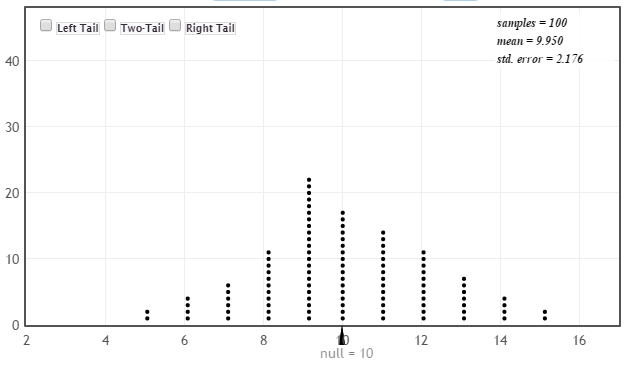 Left Tail Two-Tail Right Tail
samples = 100
mean = 9.950
std. error = 2.176
40
30
20
10
0
2 4 6 8 10 12 14 16
null = 10